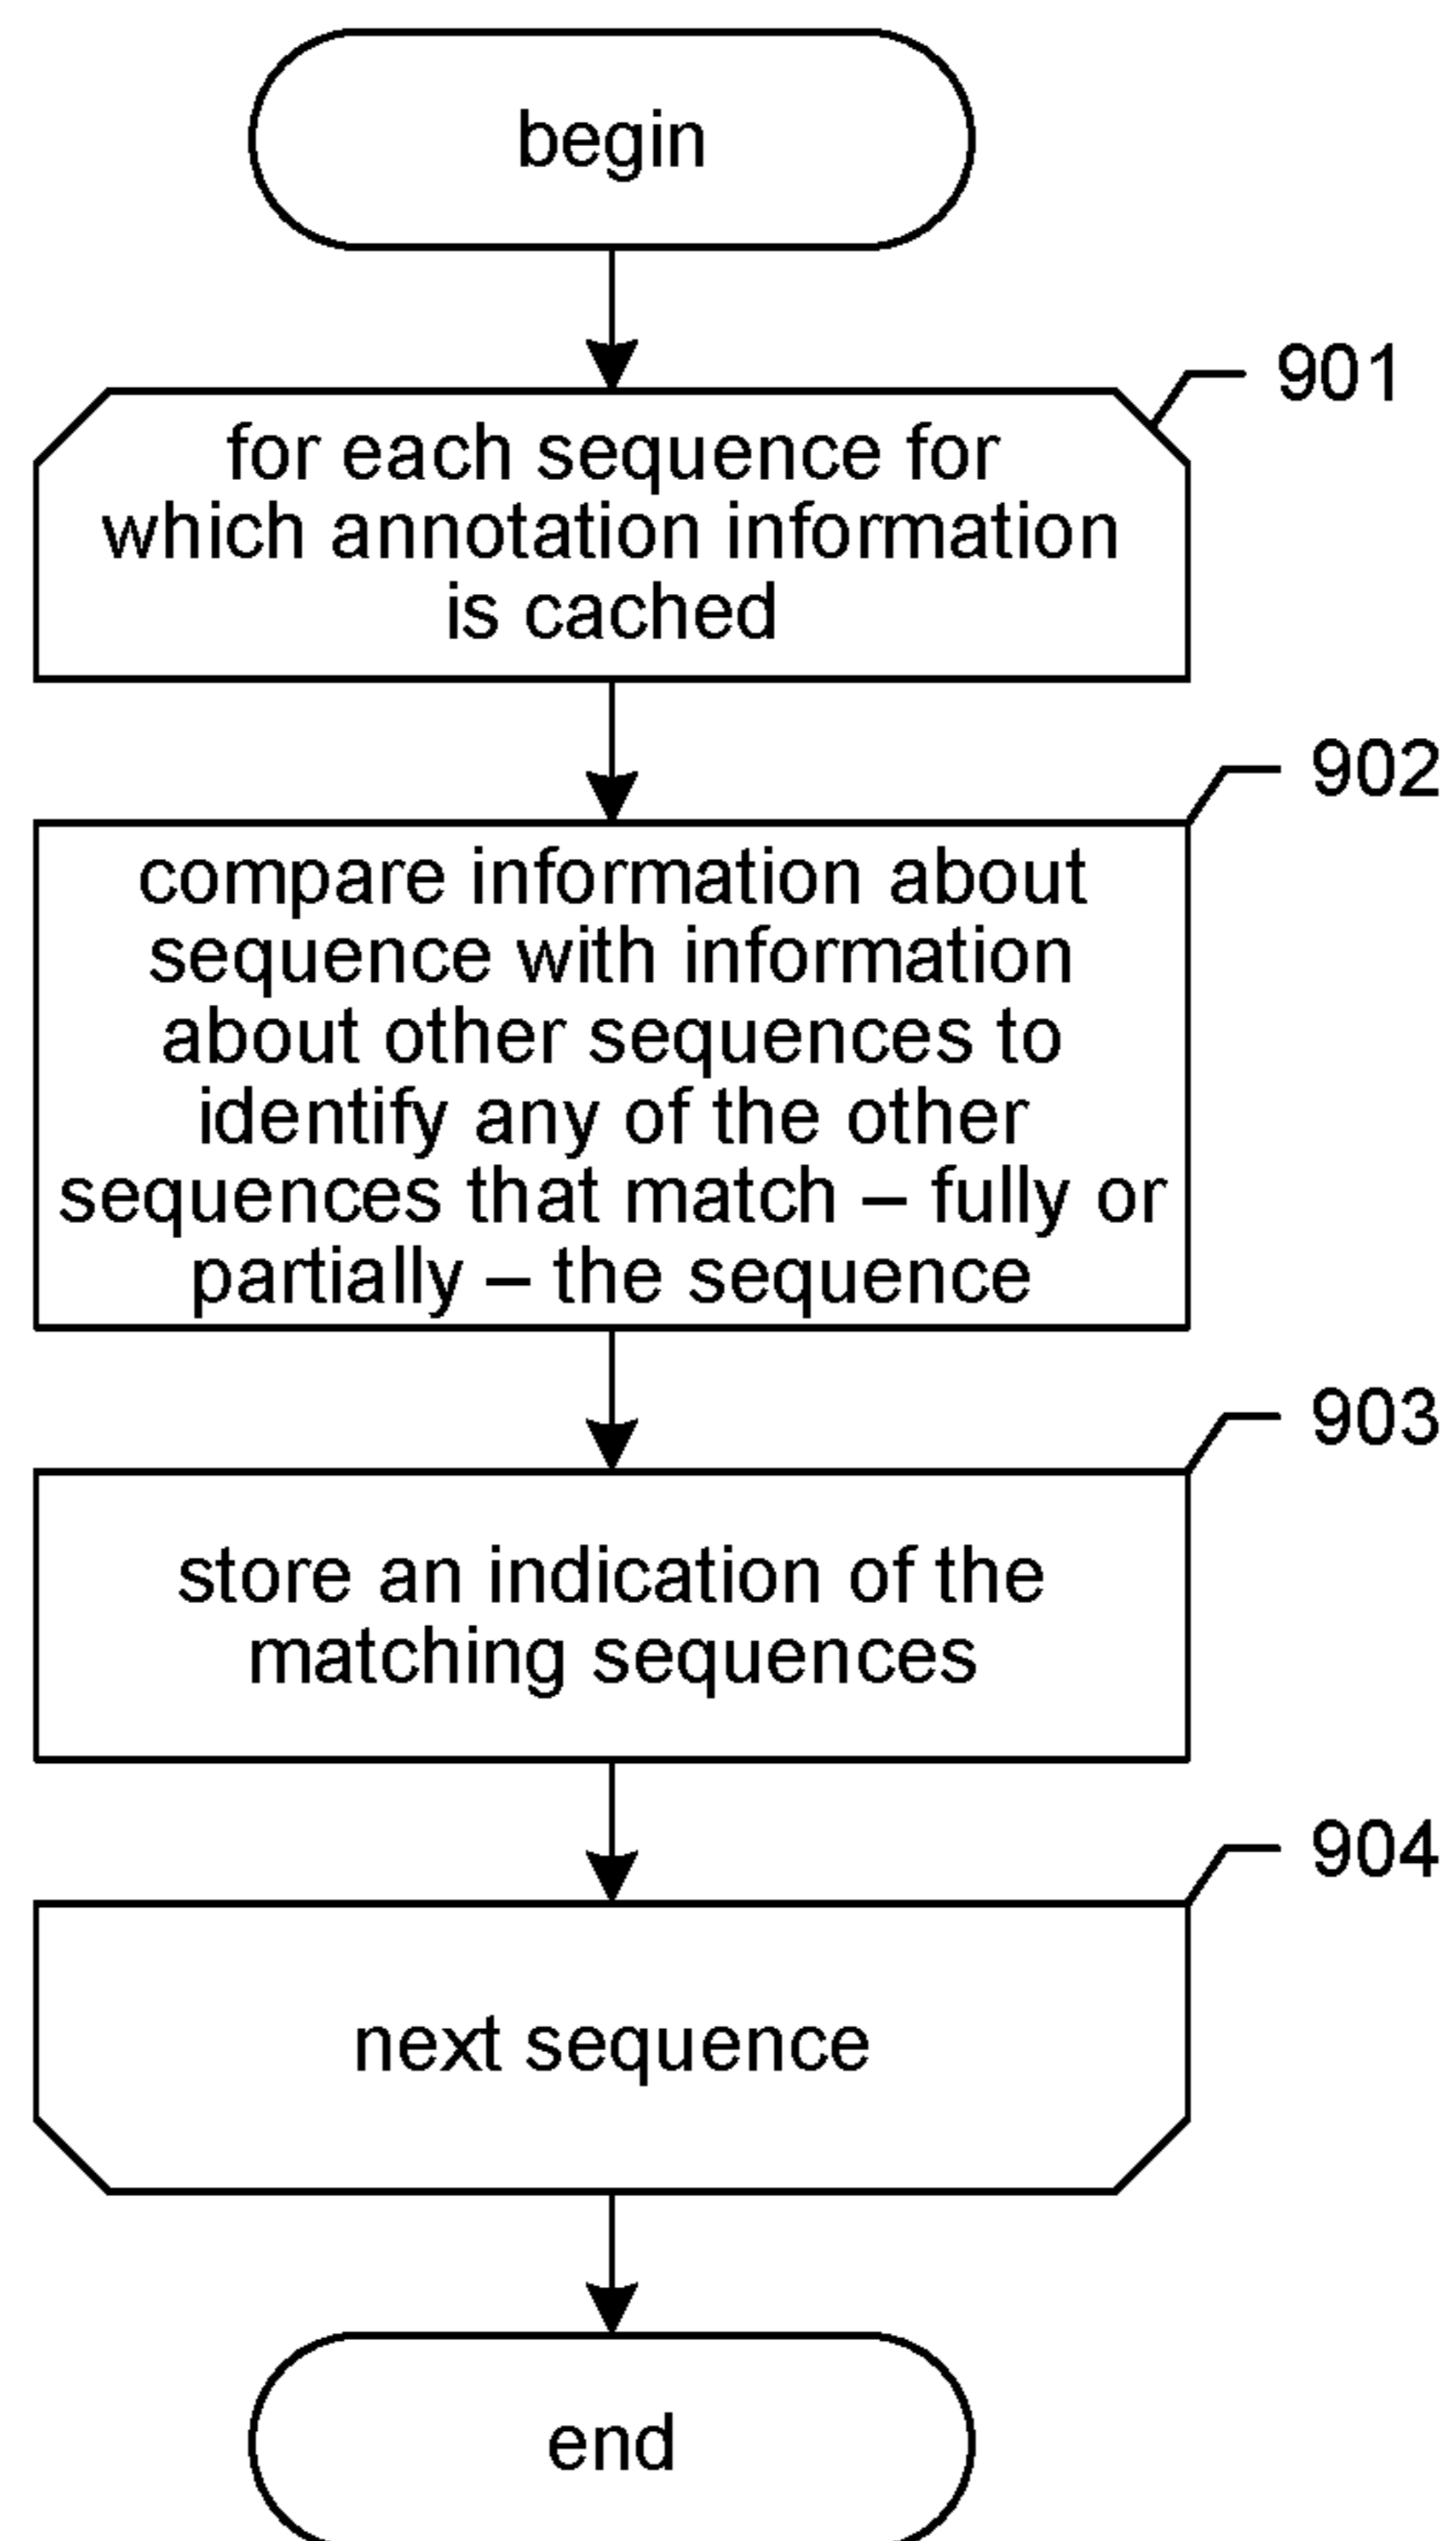 begin
901
for each sequence for
which annotation information
is cached
902
compare information about
sequence with information
about other sequences to
identify any of the other
sequences that match – fully or
partially – the sequence
903
store an indication of the
matching sequences
904
next sequence
end